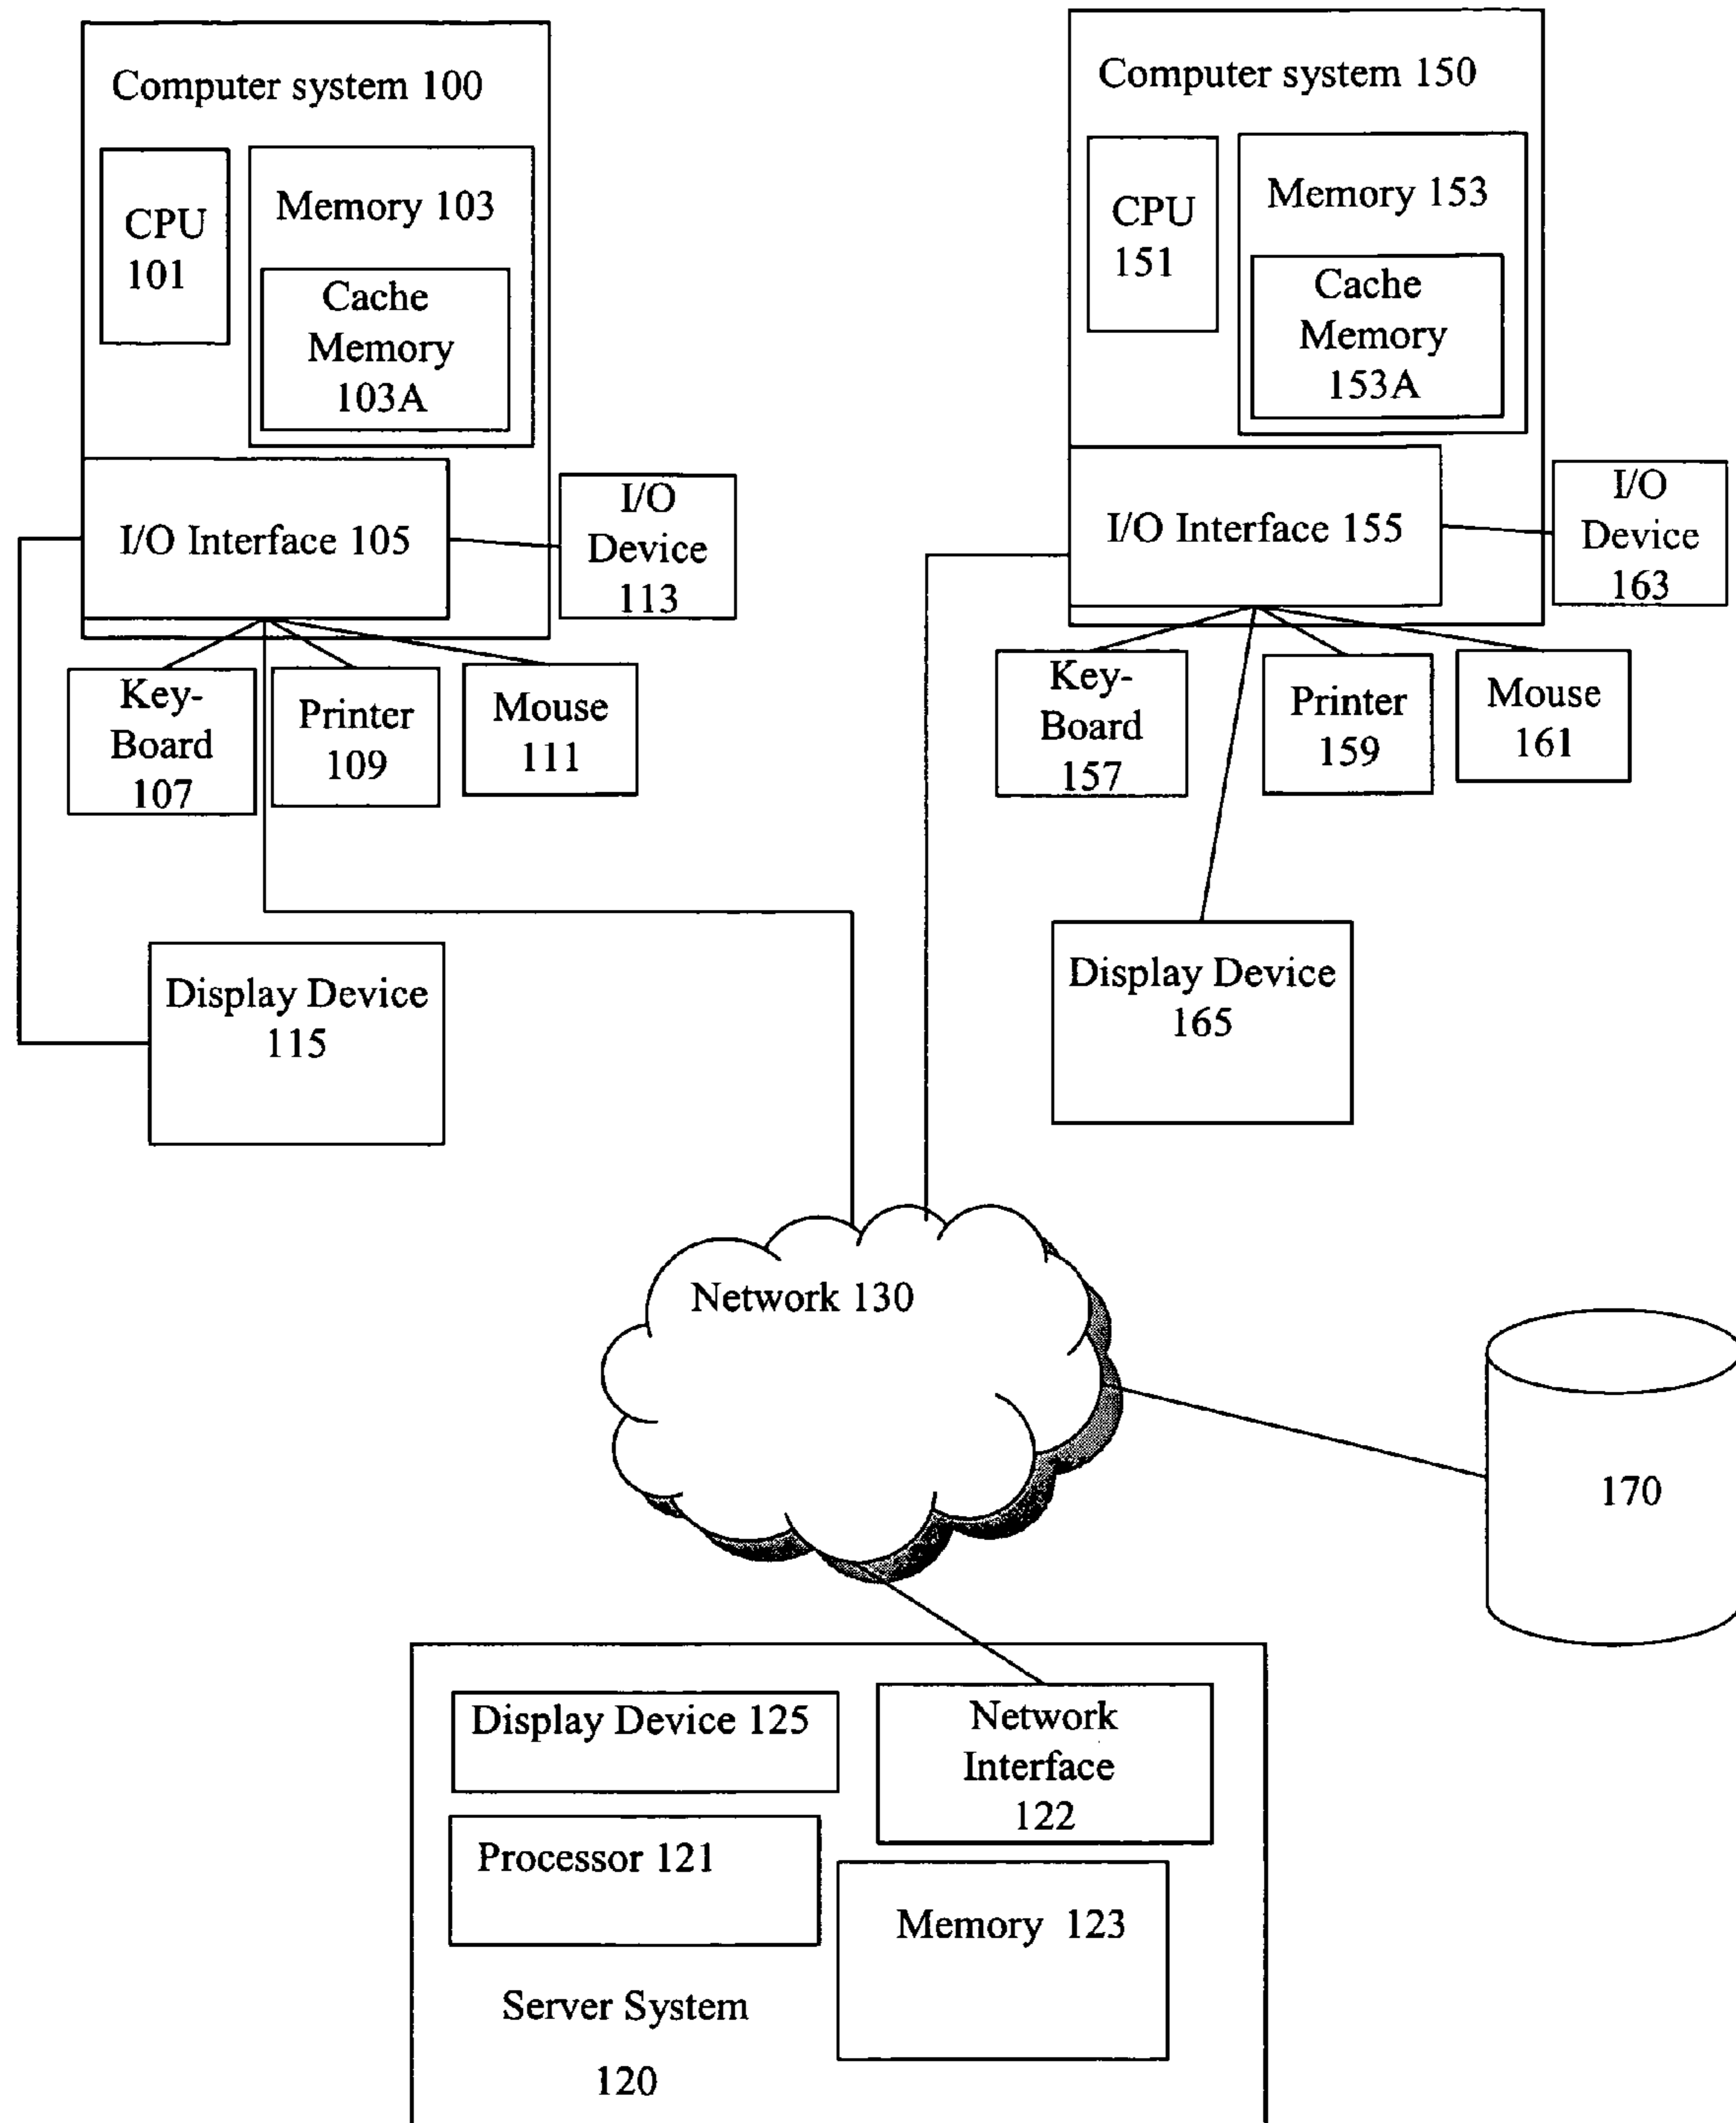 Computer system 100
CPU
101
Memory 103
Cache
Memory
103A
I/O Interface 105
I/O
Device
113
Key-
Board
107
Printer
109
Mouse
111
Display Device
115
Computer system 150
CPU
151
Memory 153
Cache
Memory
153A
I/O Interface 155
I/O
Device
163
Key-
Board
157
Printer
159
Mouse
161
Display Device
165
Network 130
170
Display Device 125
Network
Interface
122
Processor 121
Memory 123
Server System
120